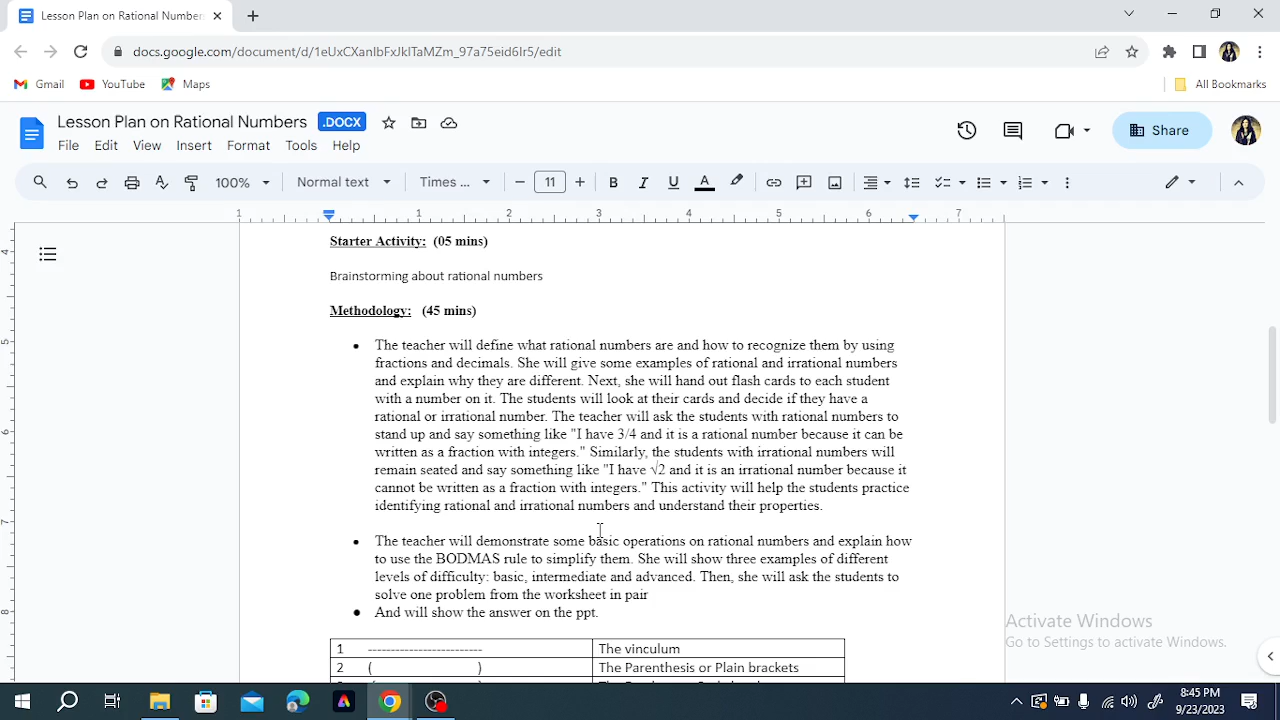 Lesson Plan on Rational Number
docs.google.com/document/d/1eUxCXanIbFxJkITaMZm_97a75eid6Ir5/edit
Gmail YouTube Maps All Bookmarks
Lesson Plan on Rational Numbers .DOCX
File Edit View Insert Format Tools Help
Share
100% Normal text Times ... 11
1 1 2 3 4 5 6 7
Starter Activity: (05 mins)
Brainstorming about rational numbers
Methodology: (45 mins)
The teacher will define what rational numbers are and how to recognize them by using
fractions and decimals. She will give some examples of rational and irrational numbers
and explain why they are different. Next, she will hand out flash cards to each student
with a number on it. The students will look at their cards and decide if they have a
rational or irrational number. The teacher will ask the students with rational numbers to
stand up and say something like "I have 3/4 and it is a rational number because it can be
written as a fraction with integers." Similarly, the students with irrational numbers will
remain seated and say something like "I have √2 and it is an irrational number because it
cannot be written as a fraction with integers." This activity will help the students practice
identifying rational and irrational numbers and understand their properties.
The teacher will demonstrate some basic operations on rational numbers and explain how
to use the BODMAS rule to simplify them. She will show three examples of different
levels of difficulty: basic, intermediate and advanced. Then, she will ask the students to
solve one problem from the worksheet in pair
And will show the answer on the ppt.
1 ------------------------- The vinculum
2 ( ) The Parenthesis or Plain brackets
4
5
6
7
8
Activate Windows
Go to Settings to activate Windows.
8:45 PM
9/23/2023